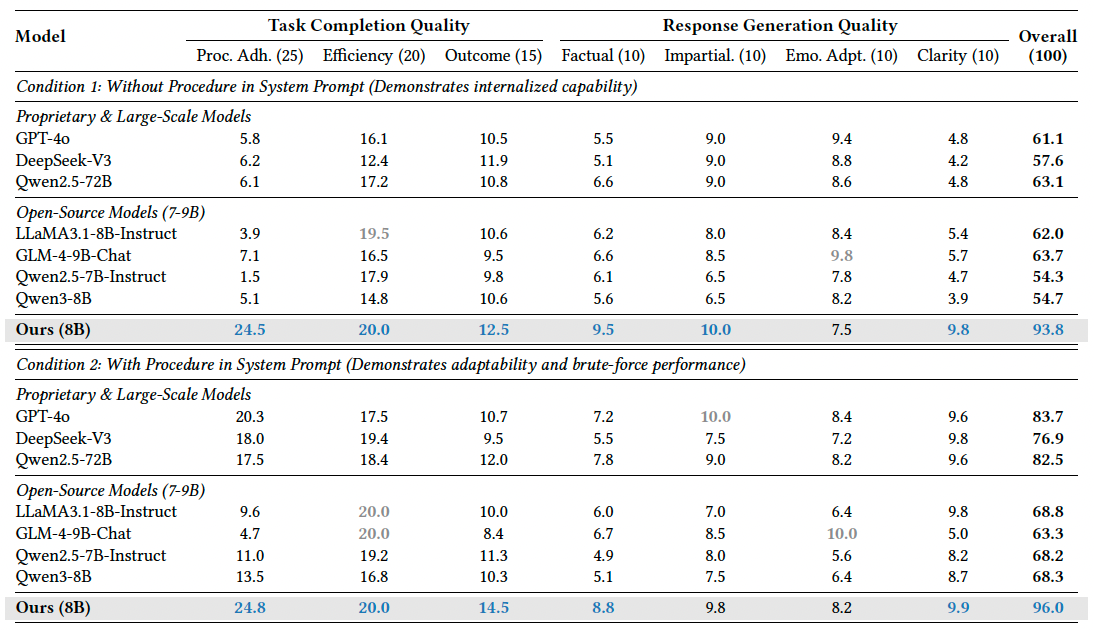 Model Task Completion Quality Response Generation Quality Overall (100)
Proc. Adh. (25) Efficiency (20) Outcome (15) Factual (10) Impartial. (10) Emo. Adpt. (10) Clarity (10)
Condition 1: Without Procedure in System Prompt (Demonstrates internalized capability)
Proprietary & Large-Scale Models
GPT-4o 5.8 16.1 10.5 5.5 9.0 9.4 4.8 61.1
DeepSeek-V3 6.2 12.4 11.9 5.1 9.0 8.8 4.2 57.6
Qwen2.5-72B 6.1 17.2 10.8 6.6 9.0 8.6 4.8 63.1
Open-Source Models (7-9B)
LLaMA3.1-8B-Instruct 3.9 19.5 10.6 6.2 8.0 8.4 5.4 62.0
GLM-4-9B-Chat 7.1 16.5 9.5 6.6 8.5 9.8 5.7 63.7
Qwen2.5-7B-Instruct 1.5 17.9 9.8 6.1 6.5 7.8 4.7 54.3
Qwen3-8B 5.1 14.8 10.6 5.6 6.5 8.2 3.9 54.7
Ours (8B) 24.5 20.0 12.5 9.5 10.0 7.5 9.8 93.8
Condition 2: With Procedure in System Prompt (Demonstrates adaptability and brute-force performance)
Proprietary & Large-Scale Models
GPT-4o 20.3 17.5 10.7 7.2 10.0 8.4 9.6 83.7
DeepSeek-V3 18.0 19.4 9.5 5.5 7.5 7.2 9.8 76.9
Qwen2.5-72B 17.5 18.4 12.0 7.8 9.0 8.2 9.6 82.5
Open-Source Models (7-9B)
LLaMA3.1-8B-Instruct 9.6 20.0 10.0 6.0 7.0 6.4 9.8 68.8
GLM-4-9B-Chat 4.7 20.0 8.4 6.7 8.5 10.0 5.0 63.3
Qwen2.5-7B-Instruct 11.0 19.2 11.3 4.9 8.0 5.6 8.2 68.2
Qwen3-8B 13.5 16.8 10.3 5.1 7.5 6.4 8.7 68.3
Ours (8B) 24.8 20.0 14.5 8.8 9.8 8.2 9.9 96.0